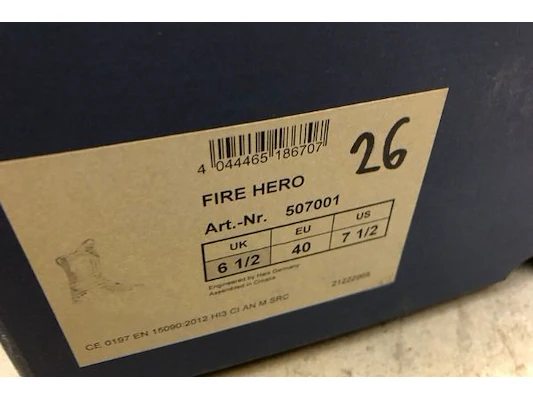 26
4 044465 186707
FIRE HERO
Art.-Nr. 507001
UK EU US
6 1/2 40 7 1/2
Engineered by Haix Germany
Assembled in Croatia
CE 0197 EN 15090:2012 HI3 CI AN M SRC